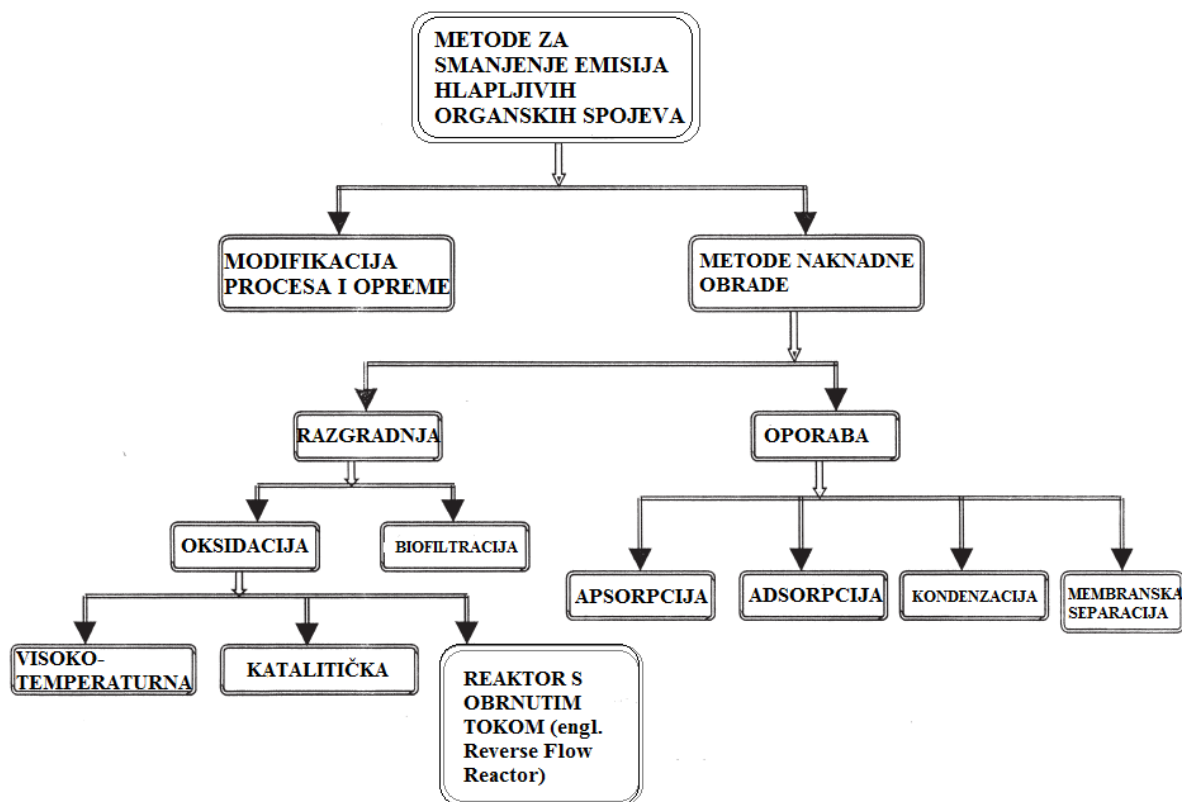 METODE ZA
SMANJENJE EMISIJA
HLAPLJIVIH
ORGANSKIH SPOJEVA
MODIFIKACIJA
PROCESA I OPREME
METODE NAKNADNE
OBRADE
RAZGRADNJA
OPORABA
OKSIDACIJA
BIOFILTRACIJA
APSORPCIJA
ADSORPCIJA
KONDENZACIJA
MEMBRANSKA
SEPARACIJA
VISOKO-
TEMPERATURNA
KATALITIČKA
REAKTOR S
OBRNUTIM
TOKOM (engl.
Reverse Flow
Reactor)